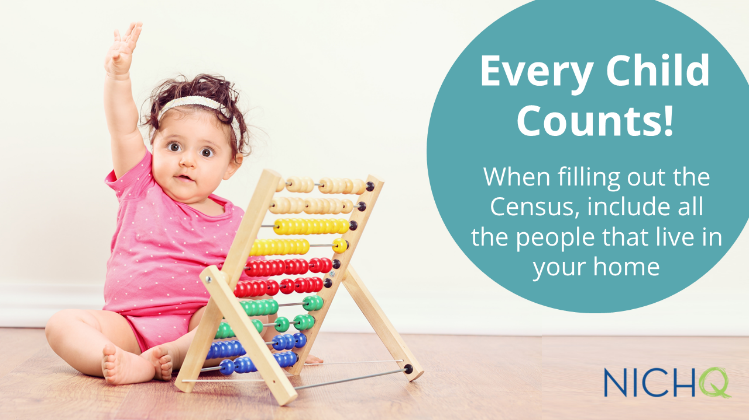 Every Child
Counts!
When filling out the
Census, include all
the people that live in
your home
NICHQ